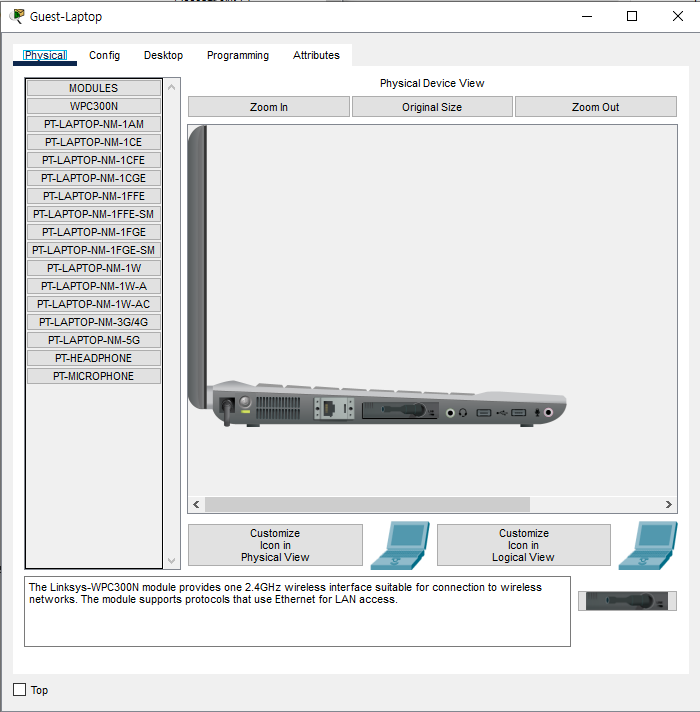 Guest-Laptop
Physical Config Desktop Programming Attributes
MODULES
WPC300N
PT-LAPTOP-NM-1AM
PT-LAPTOP-NM-1CE
PT-LAPTOP-NM-1CFE
PT-LAPTOP-NM-1CGE
PT-LAPTOP-NM-1FFE
PT-LAPTOP-NM-1FFE-SM
PT-LAPTOP-NM-1FGE
PT-LAPTOP-NM-1FGE-SM
PT-LAPTOP-NM-1W
PT-LAPTOP-NM-1W-A
PT-LAPTOP-NM-1W-AC
PT-LAPTOP-NM-3G/4G
PT-LAPTOP-NM-5G
PT-HEADPHONE
PT-MICROPHONE
Physical Device View
Zoom In Original Size Zoom Out
Customize
Icon in
Physical View
Customize
Icon in
Logical View
The Linksys-WPC300N module provides one 2.4GHz wireless interface suitable for connection to wireless
networks. The module supports protocols that use Ethernet for LAN access.
Top